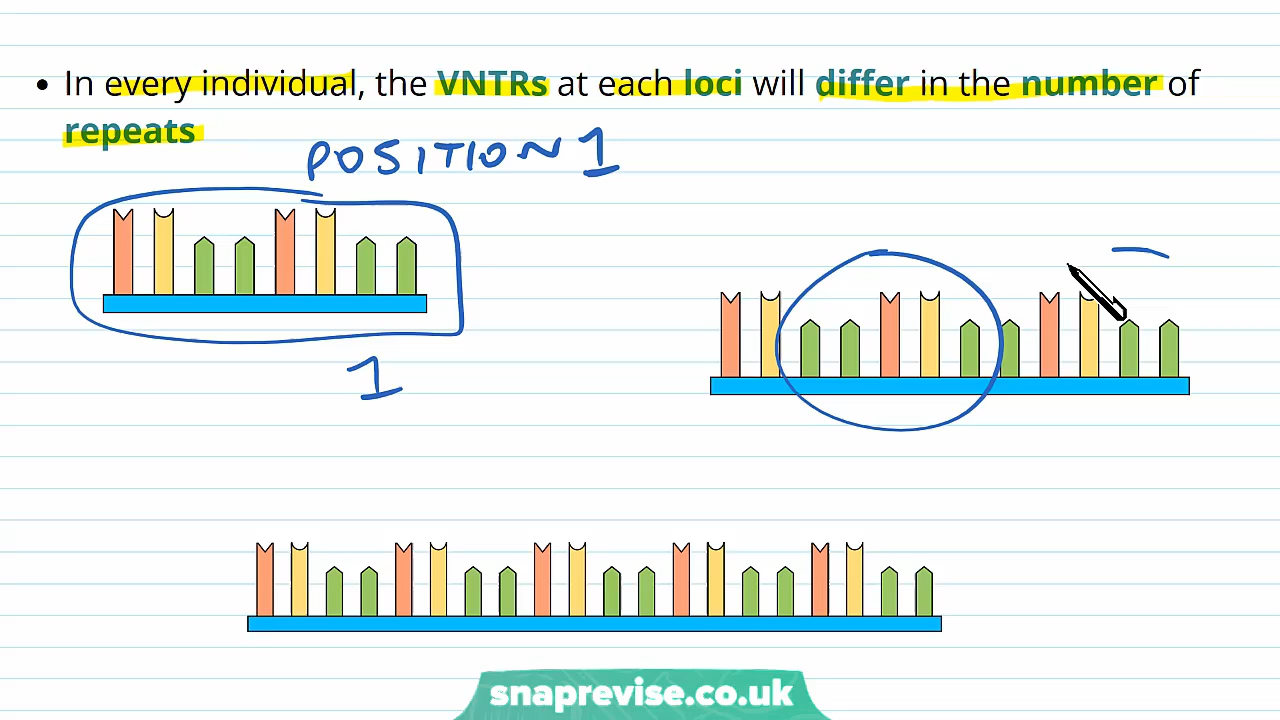 • In every individual, the VNTRs at each loci will differ in the number of
repeats
POSITION 1
1
snaprevise.co.uk